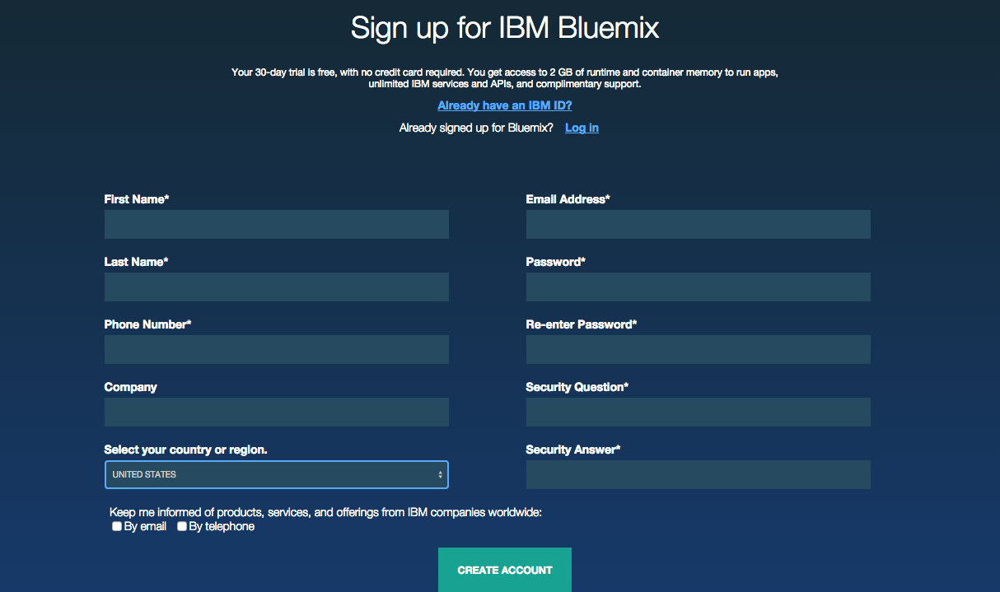 Sign up for IBM Bluemix
Your 30-day trial is free, with no credit card required. You get access to 2 GB of runtime and container memory to run apps,
unlimited IBM services and APIs, and complimentary support.
Already have an IBM ID?
Already signed up for Bluemix? Log in
First Name*
Last Name*
Phone Number*
Company
Select your country or region.
UNITED STATES
Email Address*
Password*
Re-enter Password*
Security Question*
Security Answer*
Keep me informed of products, services, and offerings from IBM companies worldwide:
By email By telephone
CREATE ACCOUNT